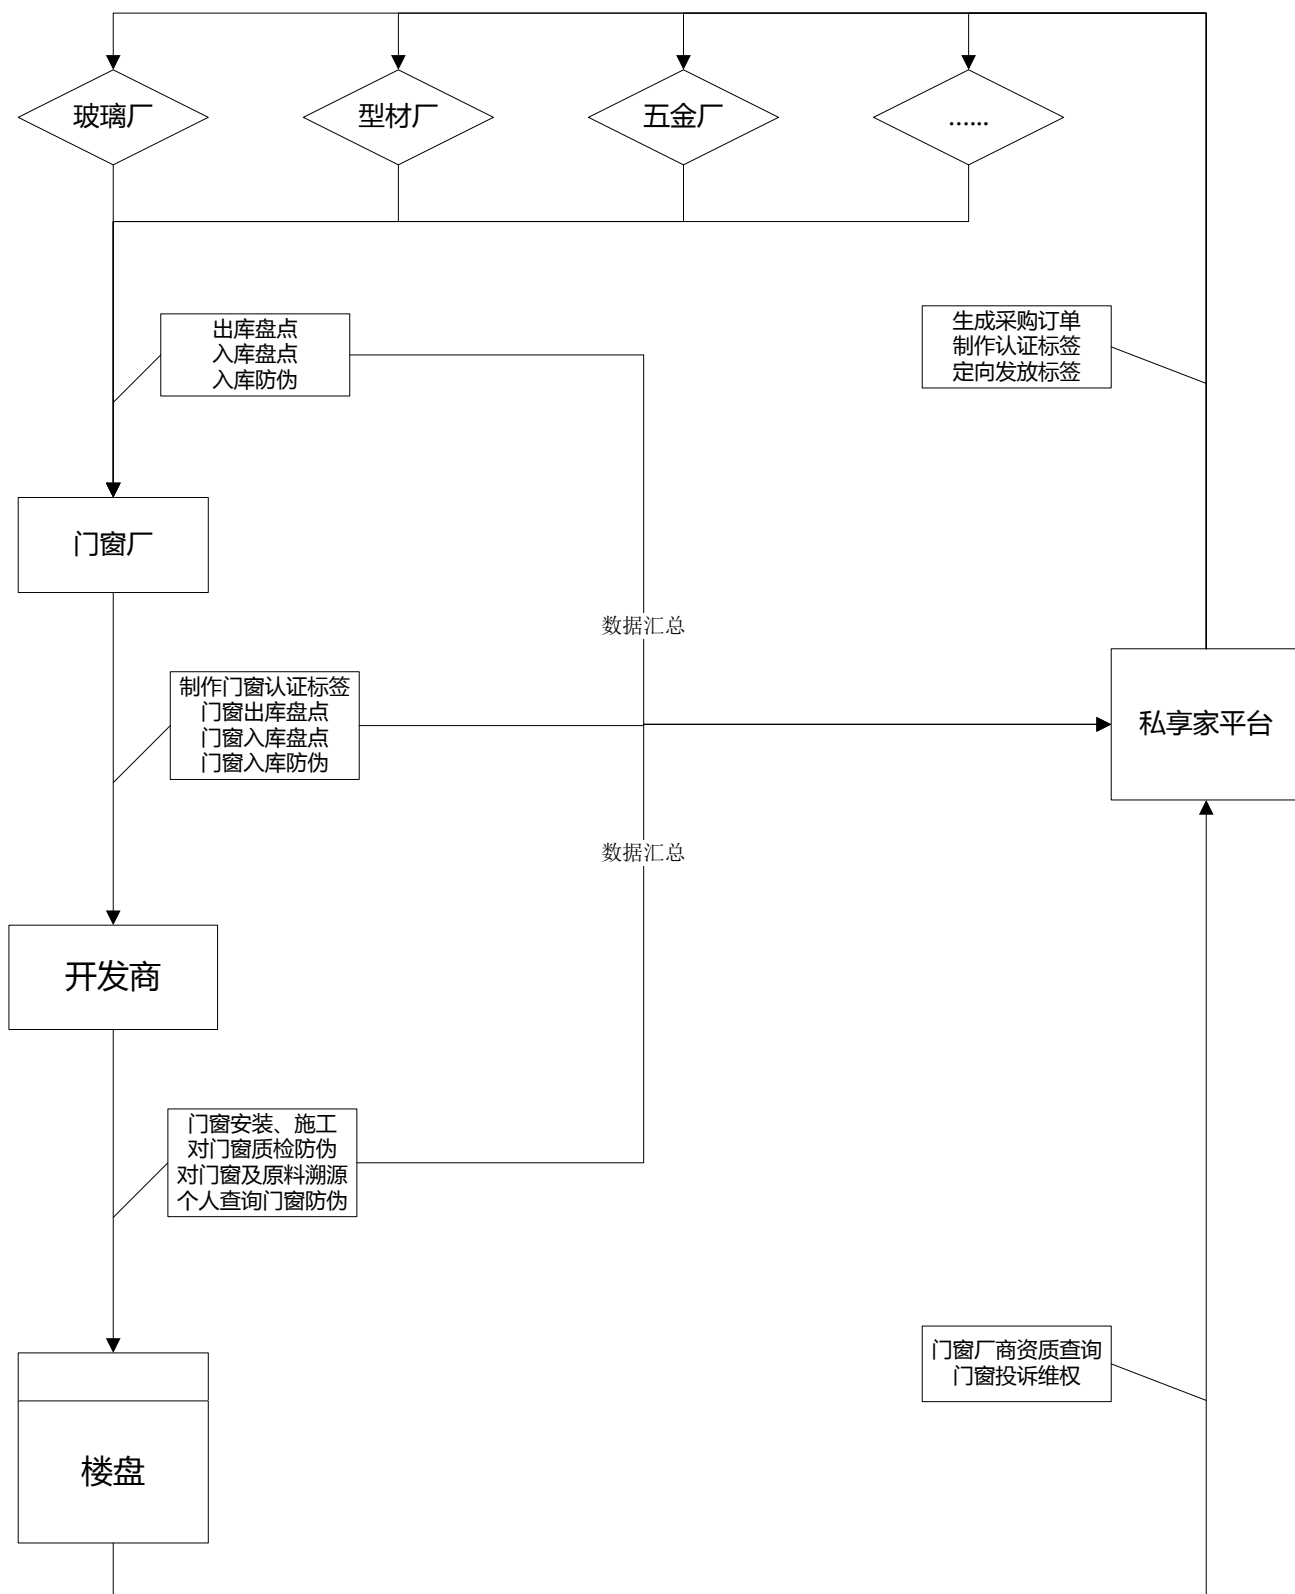 玻璃厂
型材厂
五金厂
......
出库盘点
入库盘点
入库防伪
生成采购订单
制作认证标签
定向发放标签
门窗厂
数据汇总
制作门窗认证标签
门窗出库盘点
门窗入库盘点
门窗入库防伪
私享家平台
数据汇总
开发商
门窗安装、施工
对门窗质检防伪
对门窗及原料溯源
个人查询门窗防伪
门窗厂商资质查询
门窗投诉维权
楼盘